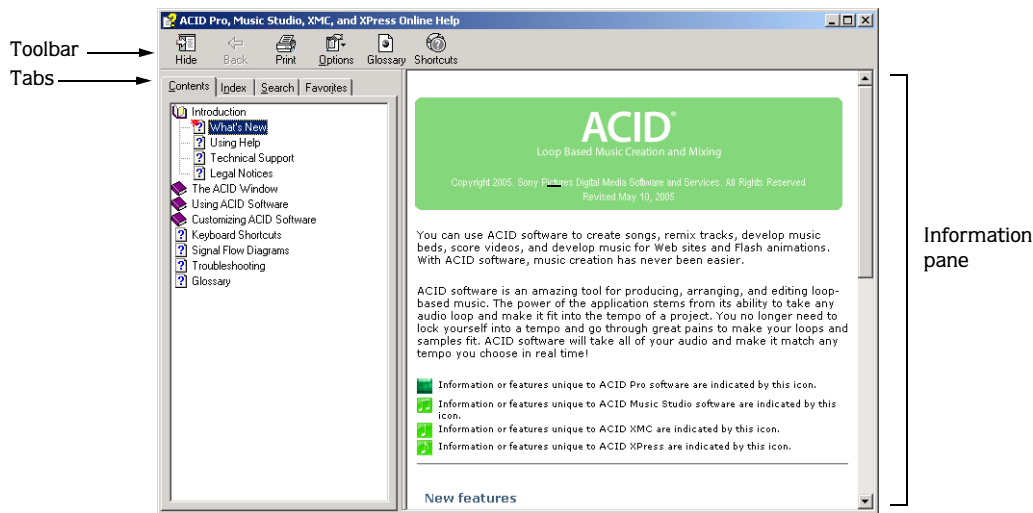 ACID Pro, Music Studio, XMC, and XPress Online Help
Toolbar
Hide Back Print Options Glossary Shortcuts
Tabs
Contents Index Search Favorites
Introduction
What's New
Using Help
Technical Support
Legal Notices
The ACID Window
Using ACID Software
Customizing ACID Software
Keyboard Shortcuts
Signal Flow Diagrams
Troubleshooting
Glossary
ACID®
Loop Based Music Creation and Mixing
Copyright 2005. Sony Pictures Digital Media Software and Services. All Rights Reserved
Revised May 10, 2005
You can use ACID software to create songs, remix tracks, develop music
beds, score videos, and develop music for Web sites and Flash animations.
With ACID software, music creation has never been easier.
ACID software is an amazing tool for producing, arranging, and editing loop-
based music. The power of the application stems from its ability to take any
audio loop and make it fit into the tempo of a project. You no longer need to
lock yourself into a tempo and go through great pains to make your loops and
samples fit. ACID software will take all of your audio and make it match any
tempo you choose in real time!
Information or features unique to ACID Pro software are indicated by this icon.
Information or features unique to ACID Music Studio software are indicated by this
icon.
Information or features unique to ACID XMC are indicated by this icon.
Information or features unique to ACID XPress are indicated by this icon.
New features
Information
pane